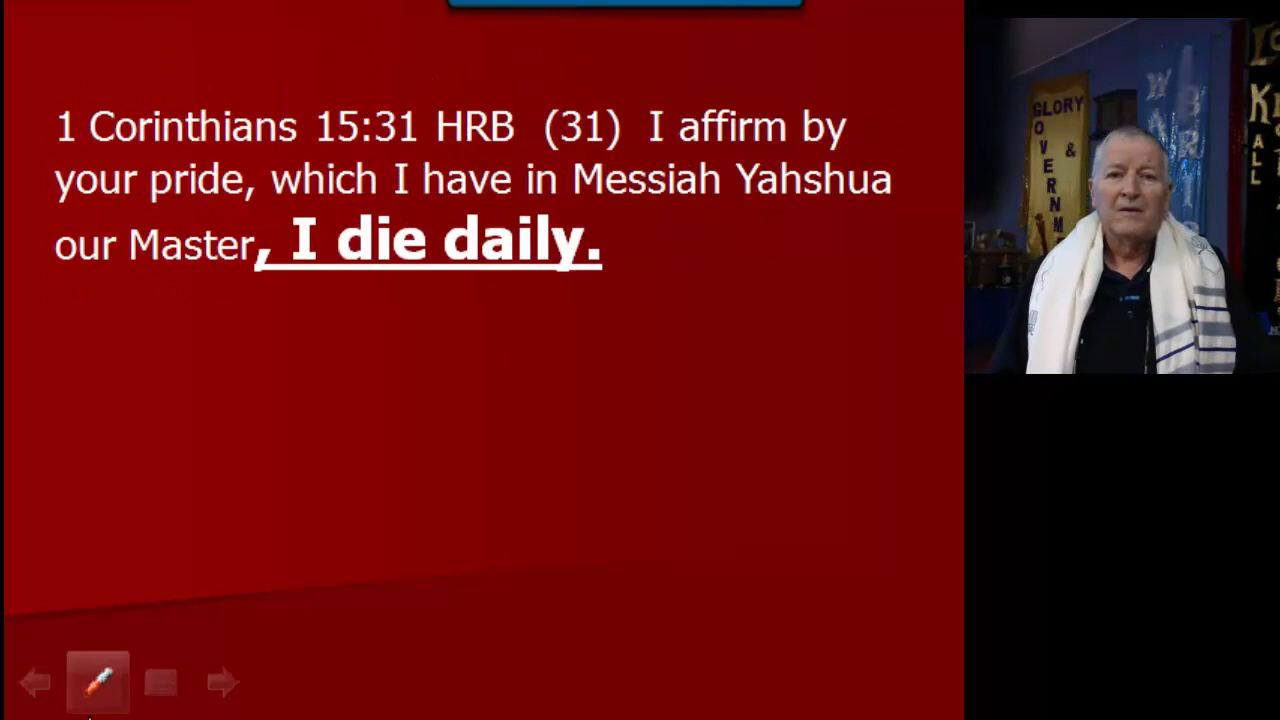 1 Corinthians 15:31 HRB (31) I affirm by
your pride, which I have in Messiah Yahshua
our Master, I die daily.
GLORY
&